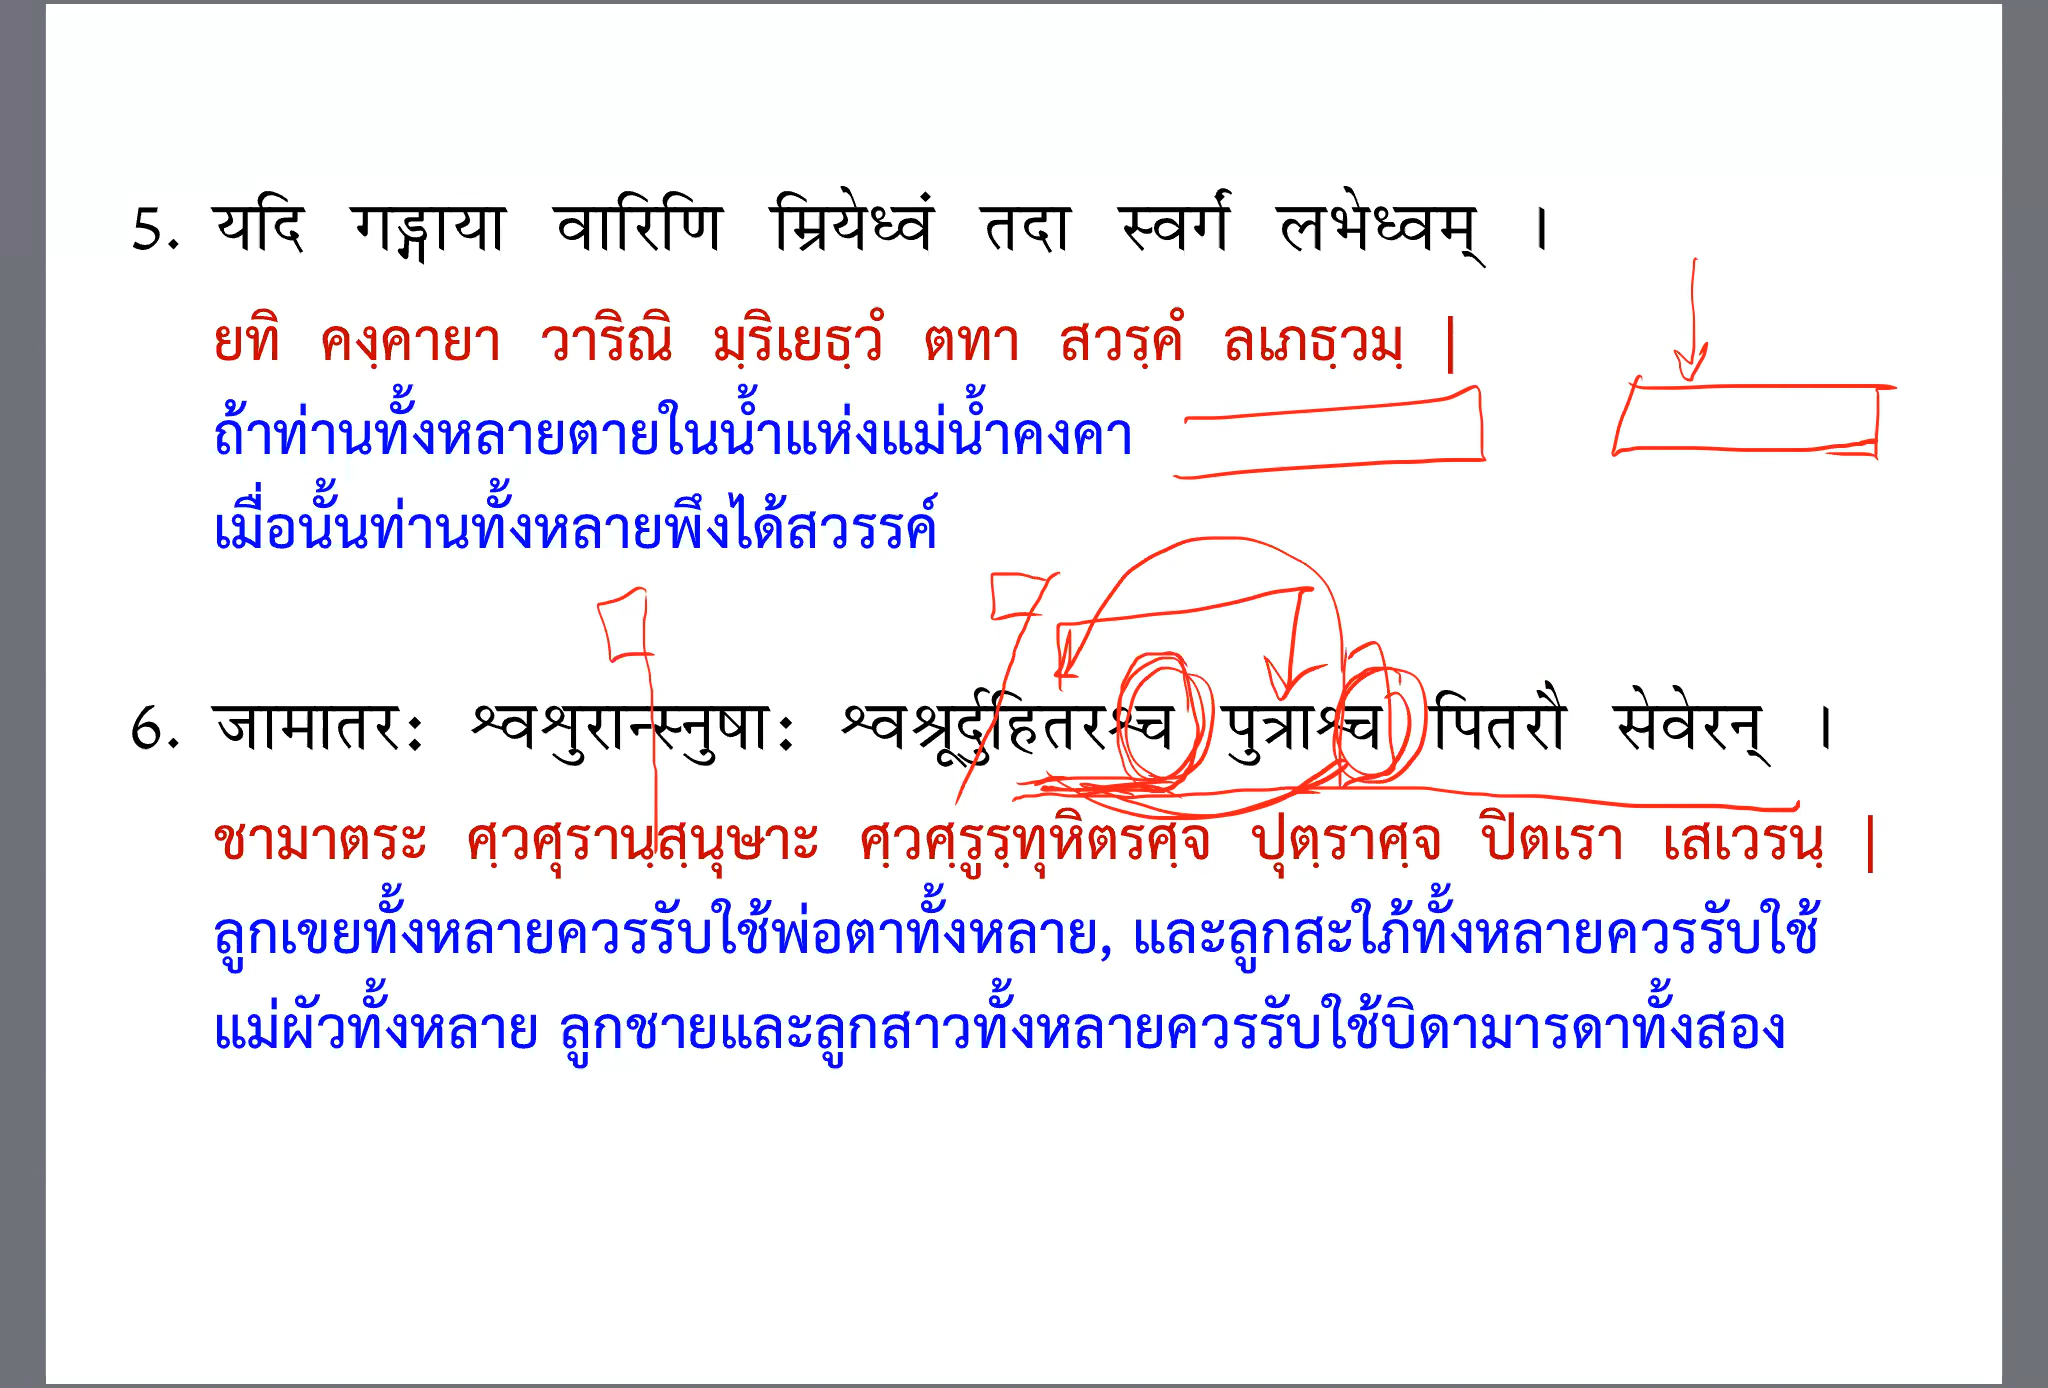 5. यदि गङ्गाया वारिणि म्रियेध्वं तदा स्वर्गं लभेध्वम् ।
ยทิ คงฺคายา วาริณิ มฺริเยธฺวํ ตทา สวรฺคํ ลเภธฺวมฺ |
ถ้าท่านทั้งหลายตายในน้ำแห่งแม่น้ำคงคา
เมื่อนั้นท่านทั้งหลายพึงได้สวรรค์
6. जामातरः श्वशुरान्स्नुषाः श्वश्रूर्दुहितरश्च पुत्राश्च पितरौ सेवेरन् ।
ชามาตระ ศฺวศุรานฺสฺนุษาะ ศฺวศฺรูรฺทุหิตรศฺจ ปุตฺราศฺจ ปิตเรา เสเวรนฺ |
ลูกเขยทั้งหลายควรรับใช้พ่อตาทั้งหลาย, และลูกสะใภ้ทั้งหลายควรรับใช้
แม่ผัวทั้งหลาย ลูกชายและลูกสาวทั้งหลายควรรับใช้บิดามารดาทั้งสอง